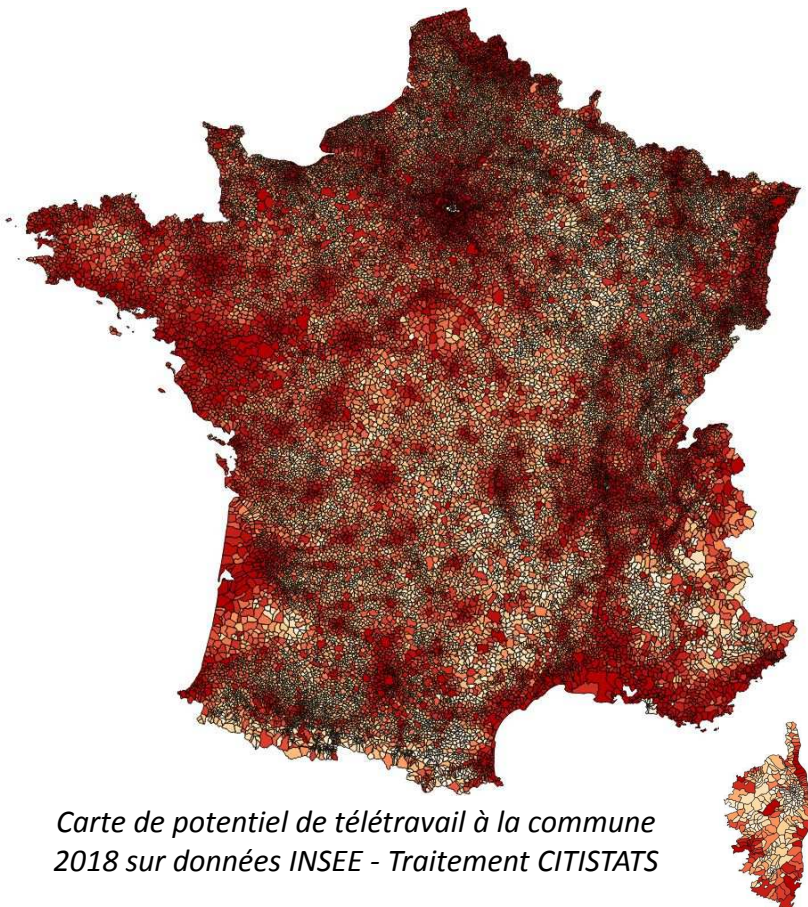 Carte de potentiel de télétravail à la commune
2018 sur données INSEE - Traitement CITISTATS